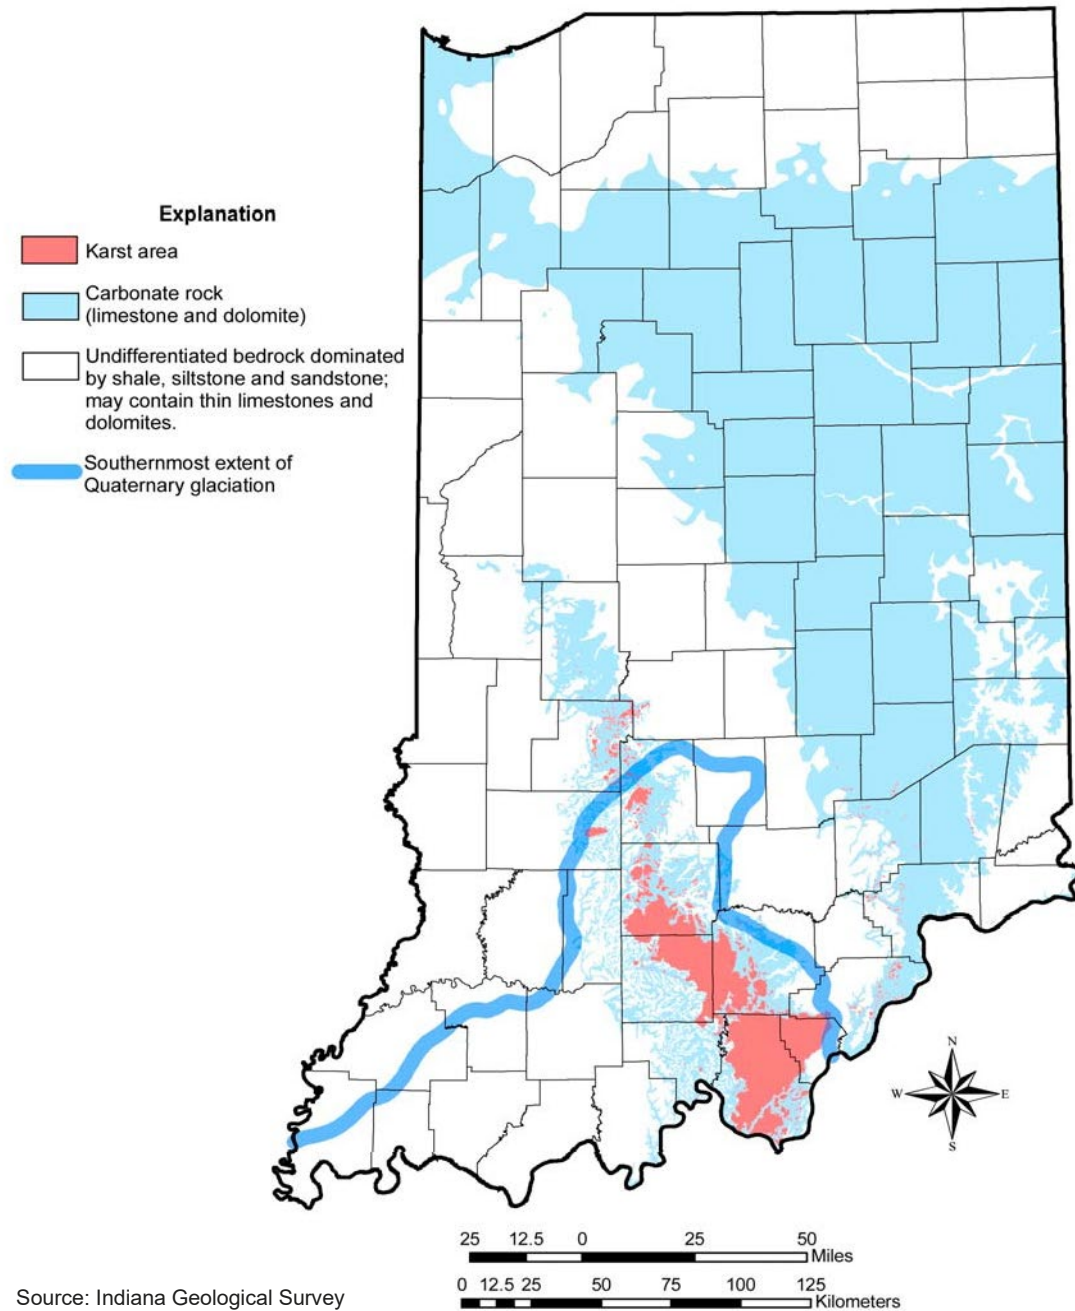 Explanation
Karst area
Carbonate rock
(limestone and dolomite)
Undifferentiated bedrock dominated
by shale, siltstone and sandstone;
may contain thin limestones and
dolomites.
Southernmost extent of
Quaternary glaciation
N
W E
S
25 12.5 0 25 50
Miles
0 12.5 25 50 75 100 125
Kilometers
Source: Indiana Geological Survey